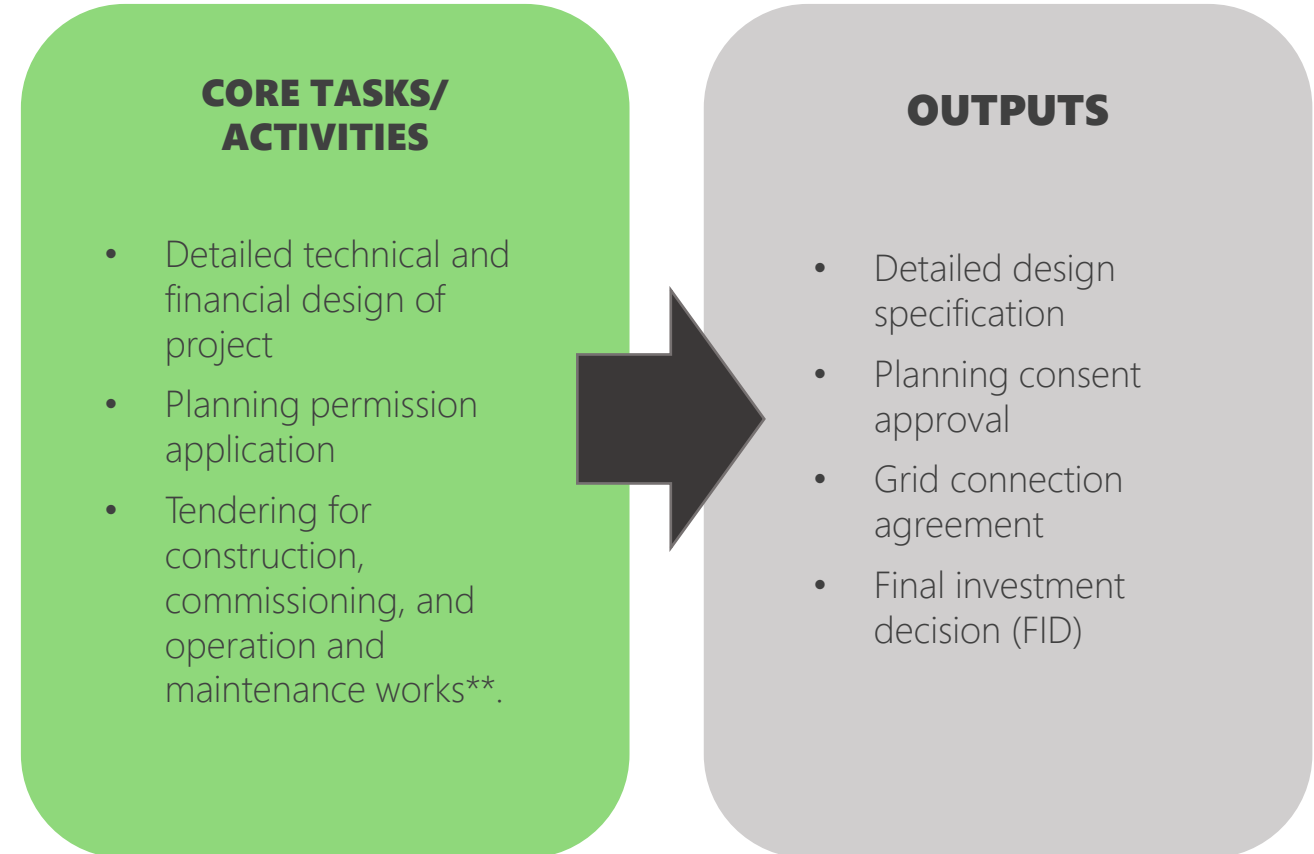 CORE TASKS/
ACTIVITIES
• Detailed technical and
financial design of
project
• Planning permission
application
• Tendering for
construction,
commissioning, and
operation and
maintenance works**.
OUTPUTS
• Detailed design
specification
• Planning consent
approval
• Grid connection
agreement
• Final investment
decision (FID)